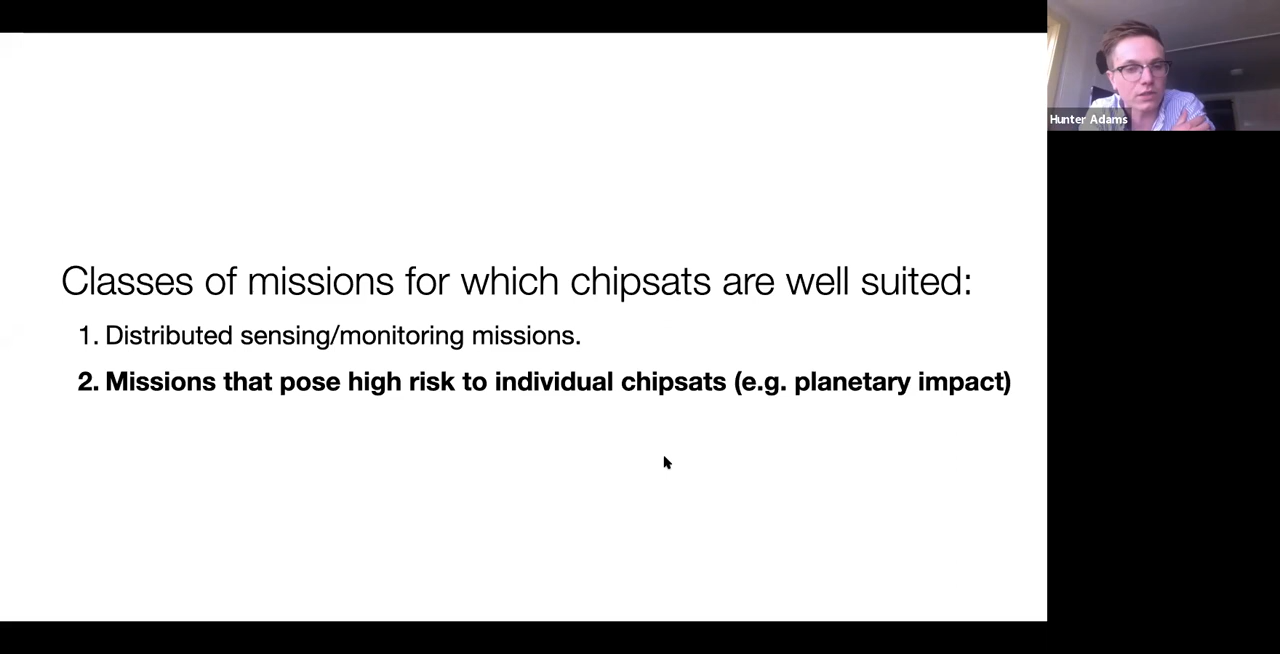 Classes of missions for which chipsats are well suited:
1. Distributed sensing/monitoring missions.
2. Missions that pose high risk to individual chipsats (e.g. planetary impact)
Hunter Adams